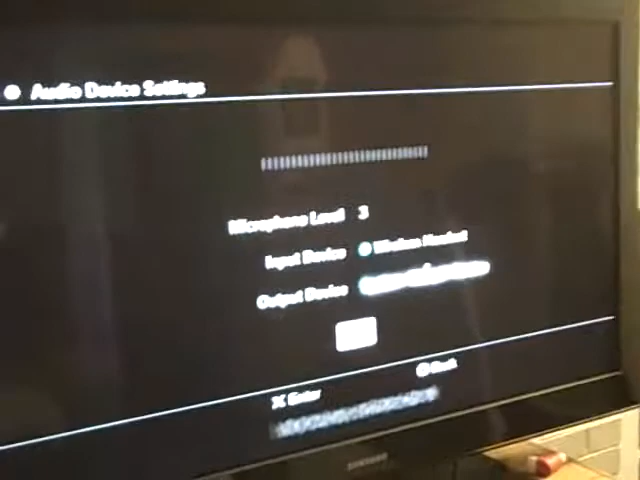 Audio Device Settings
Microphone Level 3
Input Device Wireless Headset
Output Device
Enter
Back
SAMSUNG